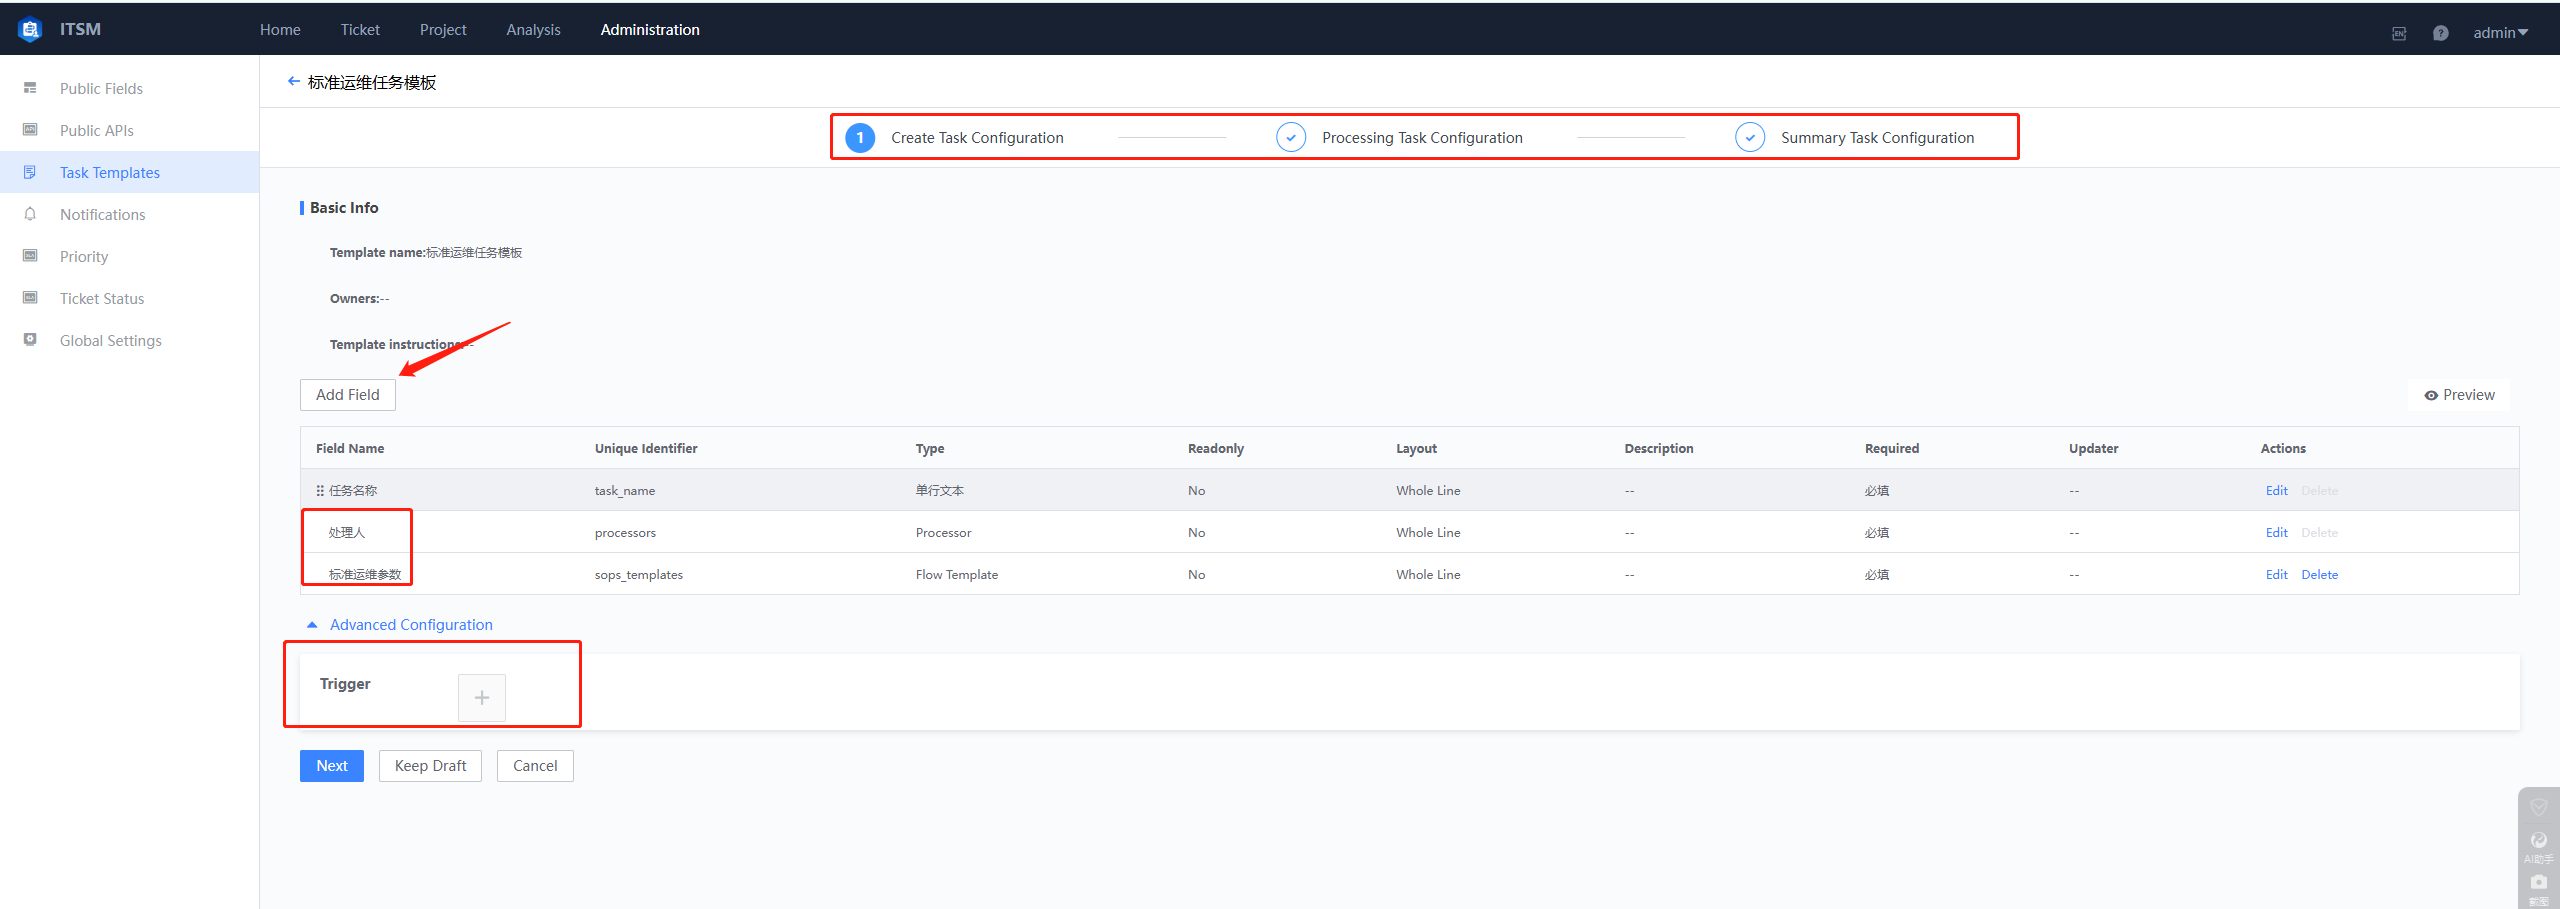 ITSM Home Ticket Project Analysis Administration EN ? admin
Public Fields
Public APIs
Task Templates
Notifications
Priority
Ticket Status
Global Settings
标准运维任务模板
1 Create Task Configuration Processing Task Configuration Summary Task Configuration
Basic Info
Template name:标准运维任务模板
Owners:--
Template instructions:--
Add Field Preview
Field Name Unique Identifier Type Readonly Layout Description Required Updater Actions
任务名称 task_name 单行文本 No Whole Line -- 必填 -- Edit Delete
处理人 processors Processor No Whole Line -- 必填 -- Edit Delete
标准运维参数 sops_templates Flow Template No Whole Line -- 必填 -- Edit Delete
Advanced Configuration
Trigger
Next Keep Draft Cancel
AI助手
截图